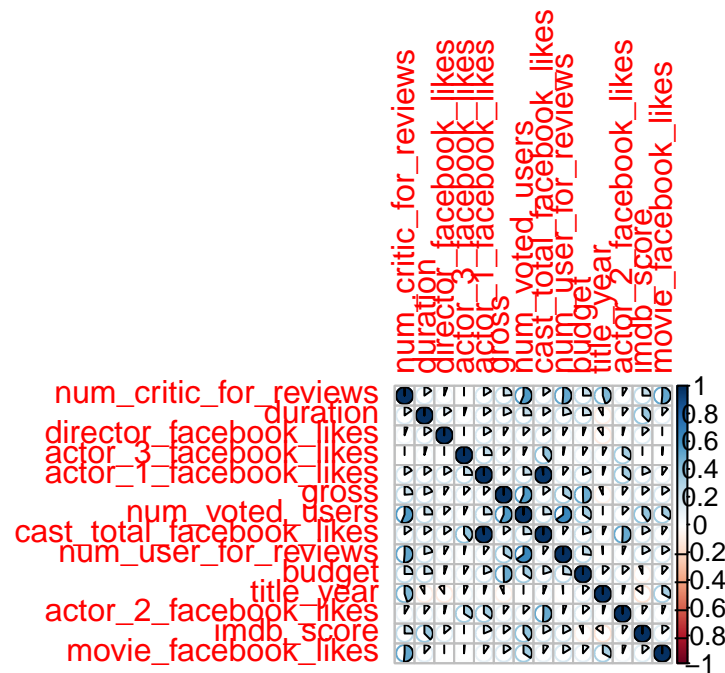 num_critic_for_reviews
duration
director_facebook_likes
actor_3_facebook_likes
actor_1_facebook_likes
gross
num_voted_users
cast_total_facebook_likes
num_user_for_reviews
budget
title_year
actor_2_facebook_likes
imdb_score
movie_facebook_likes
num_critic_for_reviews
duration
director_facebook_likes
actor_3_facebook_likes
actor_1_facebook_likes
gross
num_voted_users
cast_total_facebook_likes
num_user_for_reviews
budget
title_year
actor_2_facebook_likes
imdb_score
movie_facebook_likes
1
0.8
0.6
0.4
0.2
0
−0.2
−0.4
−0.6
−0.8
−1